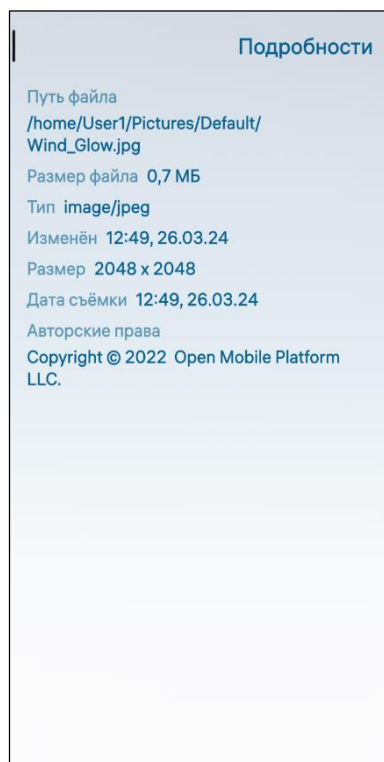 Подробности
Путь файла
/home/User1/Pictures/Default/
Wind_Glow.jpg
Размер файла 0,7 МБ
Тип image/jpeg
Изменён 12:49, 26.03.24
Размер 2048 x 2048
Дата съёмки 12:49, 26.03.24
Авторские права
Copyright © 2022 Open Mobile Platform
LLC.